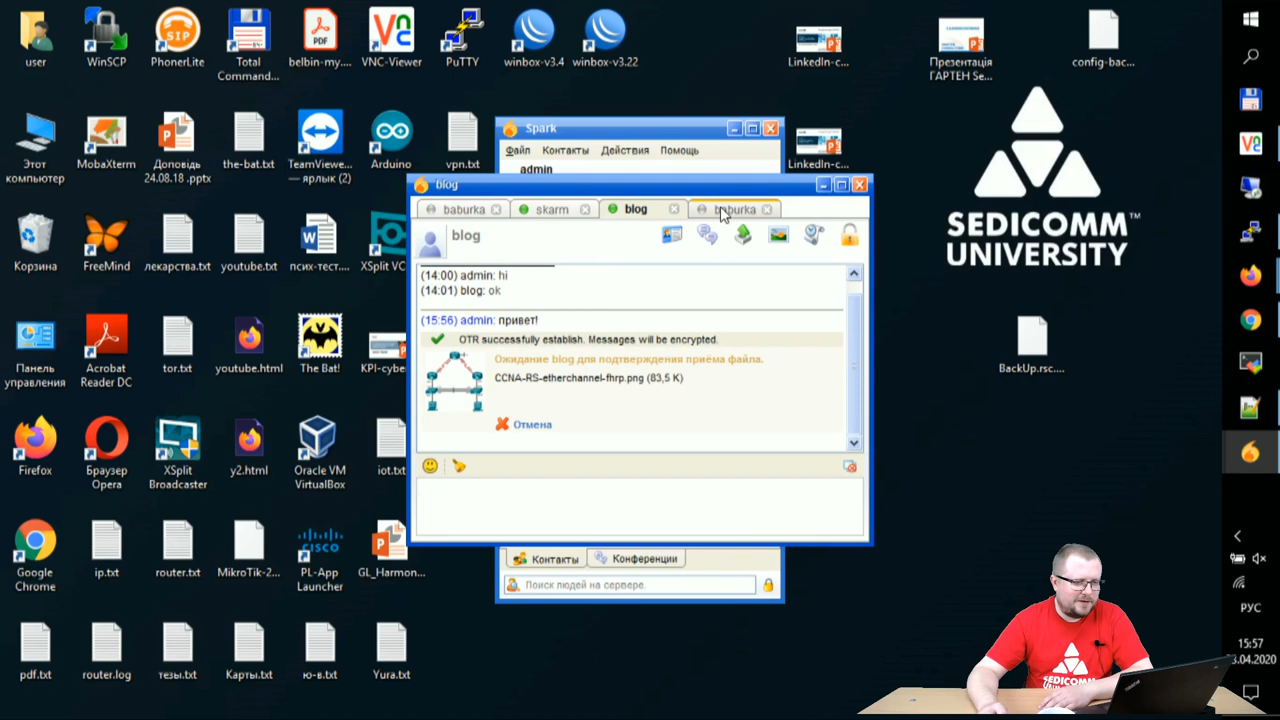 user
WinSCP
PhonerLite
Total
Command...
PDF
belbin-my....
VNC-Viewer
PuTTY
winbox-v3.4
winbox-v3.22
LinkedIn-c...
Презентація
ГАРТЕН Se...
config-bac...
Этот
компьютер
MobaXterm
Доповідь
24.08.18 .pptx
the-bat.txt
TeamViewe...
— ярлык (2)
Arduino
vpn.txt
LinkedIn-c...
Корзина
FreeMind
лекарства.txt
youtube.txt
псих-тест....
XSplit VC
Панель
управления
Acrobat
Reader DC
tor.txt
youtube.html
The Bat!
KPI-cybe
Firefox
Браузер
Opera
XSplit
Broadcaster
y2.html
Oracle VM
VirtualBox
iot.txt
Google
Chrome
ip.txt
router.txt
MikroTik-2...
CISCO
PL-App
Launcher
GL_Harmon...
pdf.txt
router.log
тезы.txt
Карты.txt
ю-в.txt
Yura.txt
BackUp.rsc....
SEDICOMM™
UNIVERSITY
Spark
Файл Контакты Действия Помощь
admin
blog
baburka skarm blog baburka
blog
(14:00) admin: hi
(14:01) blog: ok
(15:56) admin: привет!
OTR successfully establish. Messages will be encrypted.
Ожидание blog для подтверждения приёма файла.
CCNA-RS-etherchannel-fhrp.png (83,5 K)
Отмена
Контакты Конференции
Поиск людей на сервере.
РУС
15:57
3.04.2020
SEDICOMM